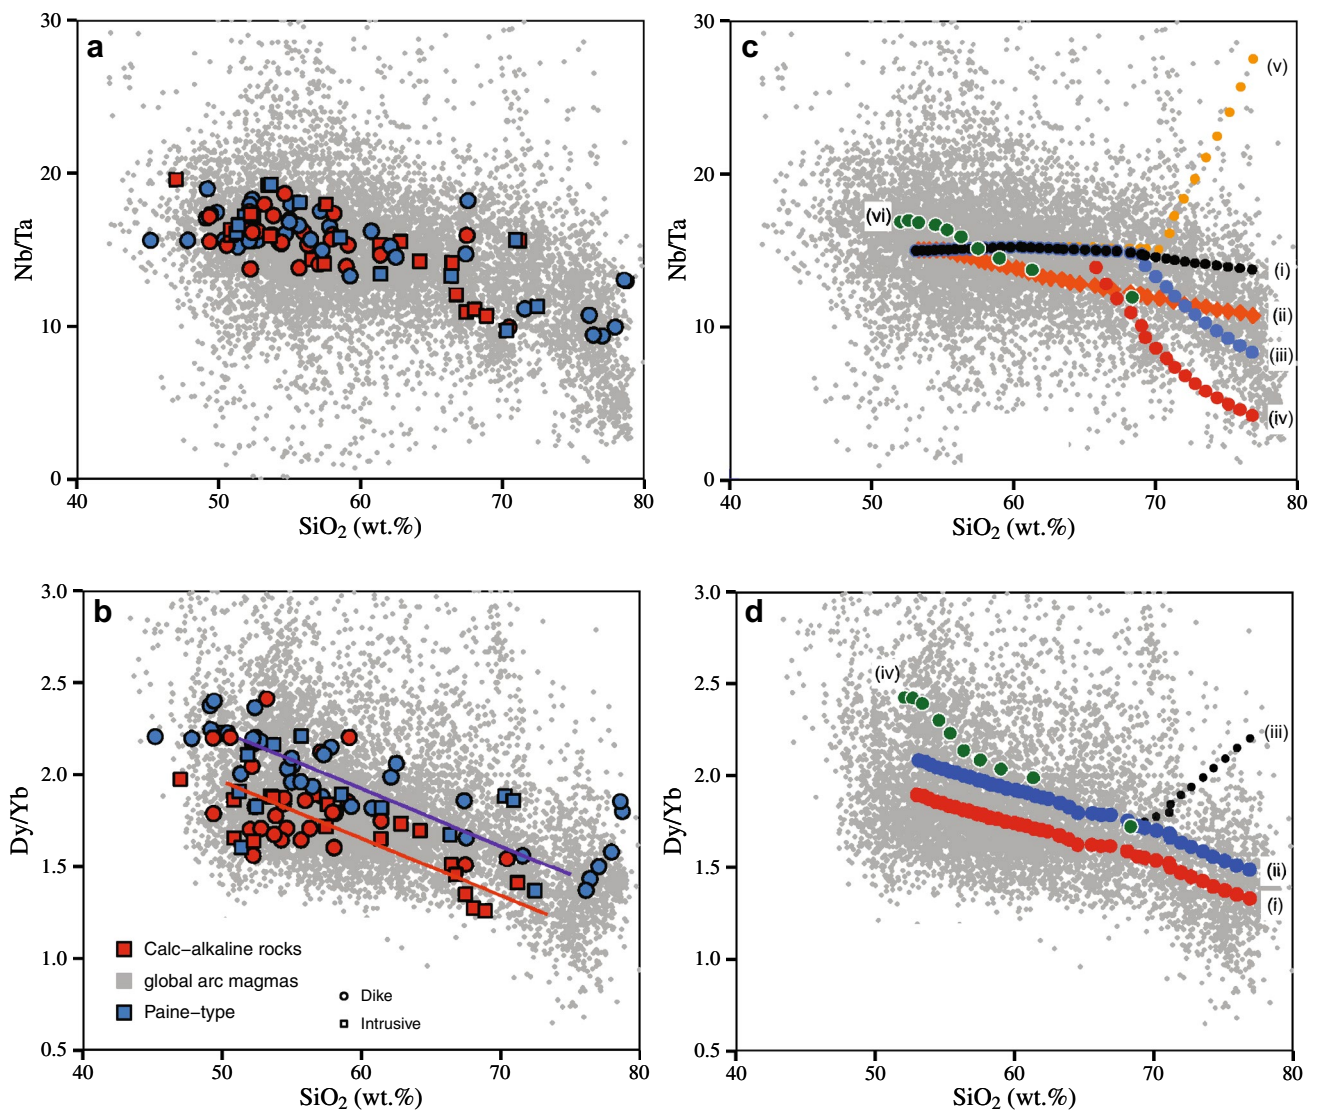 a
30
20
10
0
Nb/Ta
40
50
60
70
80
SiO2 (wt.%)
c
30
20
10
0
Nb/Ta
(v)
(vi)
(i)
(ii)
(iii)
(iv)
40
50
60
70
80
SiO2 (wt.%)
b
3.0
2.5
2.0
1.5
1.0
0.5
Dy/Yb
Calc-alkaline rocks
global arc magmas
Paine-type
Dike
Intrusive
40
50
60
70
80
SiO2 (wt.%)
d
3.0
2.5
2.0
1.5
1.0
0.5
Dy/Yb
(iv)
(iii)
(ii)
(i)
40
50
60
70
80
SiO2 (wt.%)